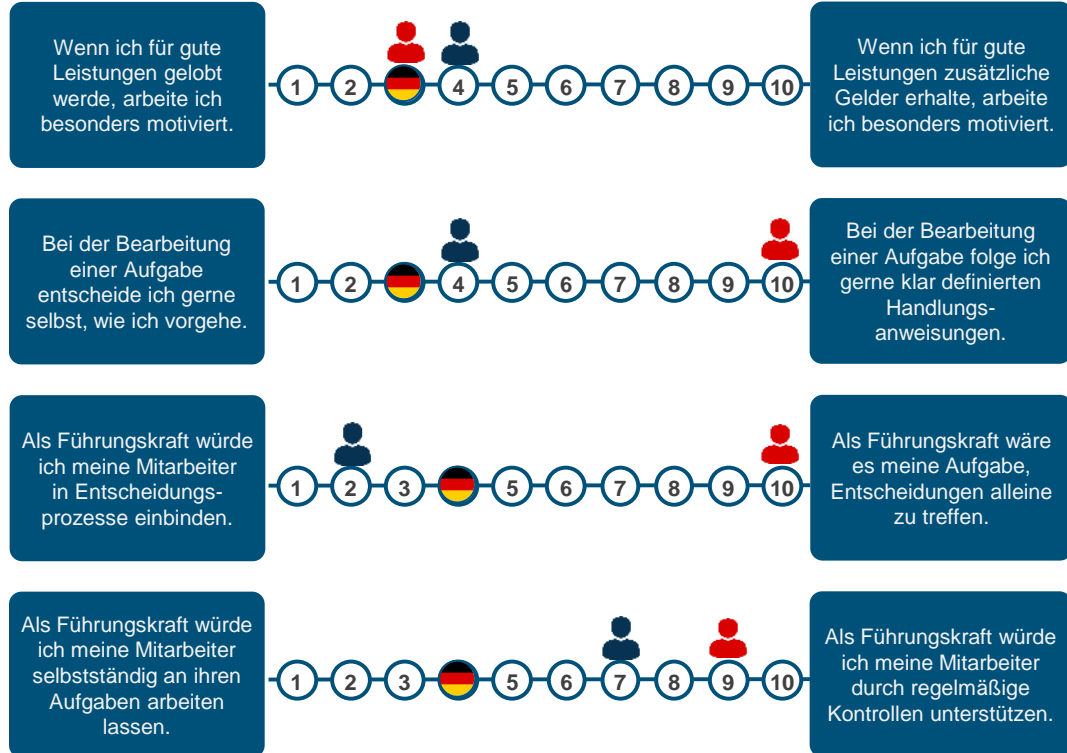 Wenn ich für gute
Leistungen gelobt
werde, arbeite ich
besonders motiviert.
1 2 4 5 6 7 8 9 10
Wenn ich für gute
Leistungen zusätzliche
Gelder erhalte, arbeite
ich besonders motiviert.
Bei der Bearbeitung
einer Aufgabe
entscheide ich gerne
selbst, wie ich vorgehe.
1 2 4 5 6 7 8 9 10
Bei der Bearbeitung
einer Aufgabe folge ich
gerne klar definierten
Handlungs-
anweisungen.
Als Führungskraft würde
ich meine Mitarbeiter
in Entscheidungs-
prozesse einbinden.
1 2 3 5 6 7 8 9 10
Als Führungskraft wäre
es meine Aufgabe,
Entscheidungen alleine
zu treffen.
Als Führungskraft würde
ich meine Mitarbeiter
selbstständig an ihren
Aufgaben arbeiten
lassen.
1 2 3 5 6 7 8 9 10
Als Führungskraft würde
ich meine Mitarbeiter
durch regelmäßige
Kontrollen unterstützen.